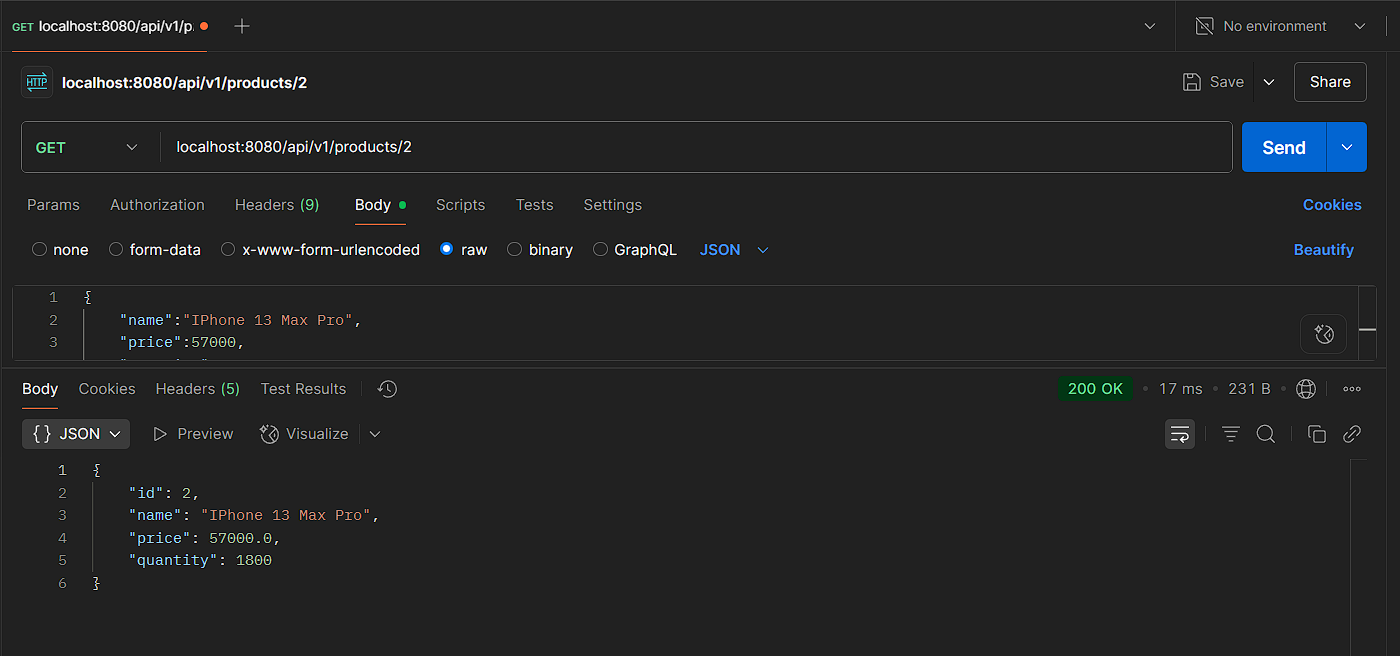 GET localhost:8080/api/v1/p. No environment
HTTP localhost:8080/api/v1/products/2 Save Share
GET localhost:8080/api/v1/products/2 Send
Params Authorization Headers (9) Body Scripts Tests Settings Cookies
none form-data x-www-form-urlencoded raw binary GraphQL JSON Beautify
1 {
2 "name":"IPhone 13 Max Pro",
3 "price":57000,
Body Cookies Headers (5) Test Results 200 OK • 17 ms • 231 B •
{} JSON Preview Visualize
1 {
2 "id": 2,
3 "name": "IPhone 13 Max Pro",
4 "price": 57000.0,
5 "quantity": 1800
6 }